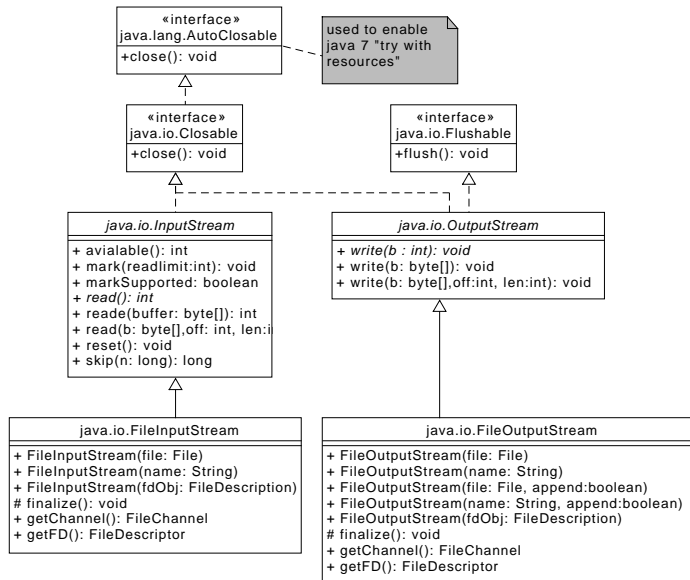 «interface»
java.lang.AutoClosable
+close(): void
used to enable
java 7 "try with
resources"
«interface»
java.io.Closable
+close(): void
«interface»
java.io.Flushable
+flush(): void
java.io.InputStream
+ avialable(): int
+ mark(readlimit:int): void
+ markSupported: boolean
+ read(): int
+ reade(buffer: byte[]): int
+ read(b: byte[],off: int, len:i
+ reset(): void
+ skip(n: long): long
java.io.OutputStream
+ write(b : int): void
+ write(b: byte[]): void
+ write(b: byte[],off:int, len:int): void
java.io.FileInputStream
+ FileInputStream(file: File)
+ FileInputStream(name: String)
+ FileInputStream(fdObj: FileDescription)
# finalize(): void
+ getChannel(): FileChannel
+ getFD(): FileDescriptor
java.io.FileOutputStream
+ FileOutputStream(file: File)
+ FileOutputStream(name: String)
+ FileOutputStream(file: File, append:boolean)
+ FileOutputStream(name: String, append:boolean)
+ FileOutputStream(fdObj: FileDescription)
# finalize(): void
+ getChannel(): FileChannel
+ getFD(): FileDescriptor